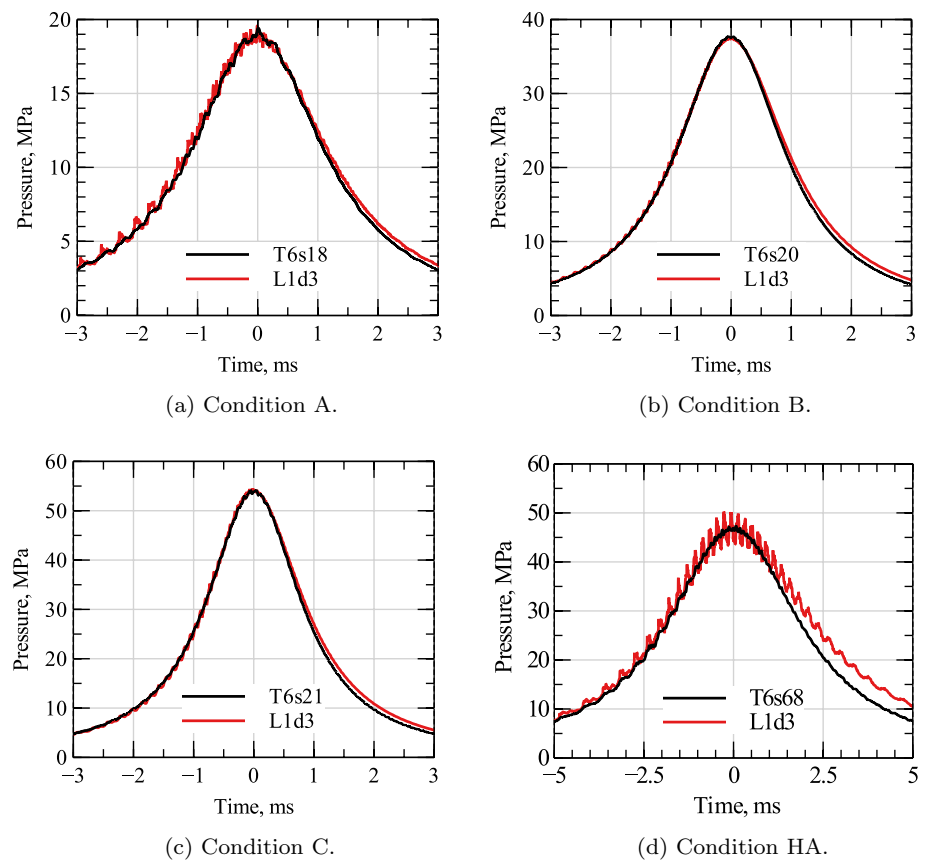 20
15
10
5
0
Pressure, MPa
T6s18
L1d3
−3 −2 −1 0 1 2 3
Time, ms
(a) Condition A.
40
30
20
10
0
Pressure, MPa
T6s20
L1d3
−3 −2 −1 0 1 2 3
Time, ms
(b) Condition B.
60
50
40
30
20
10
0
Pressure, MPa
T6s21
L1d3
−3 −2 −1 0 1 2 3
Time, ms
(c) Condition C.
60
50
40
30
20
10
0
Pressure, MPa
T6s68
L1d3
−5 −2.5 0 2.5 5
Time, ms
(d) Condition HA.